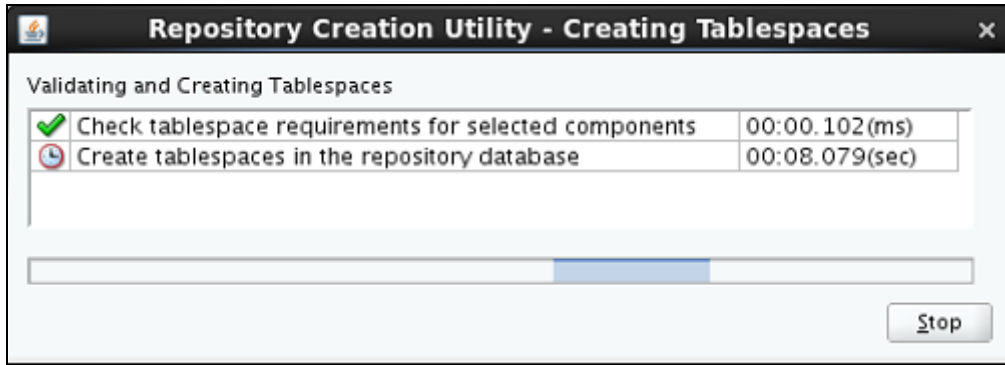 Repository Creation Utility - Creating Tablespaces
Validating and Creating Tablespaces
Check tablespace requirements for selected components 00:00.102(ms)
Create tablespaces in the repository database 00:08.079(sec)
Stop